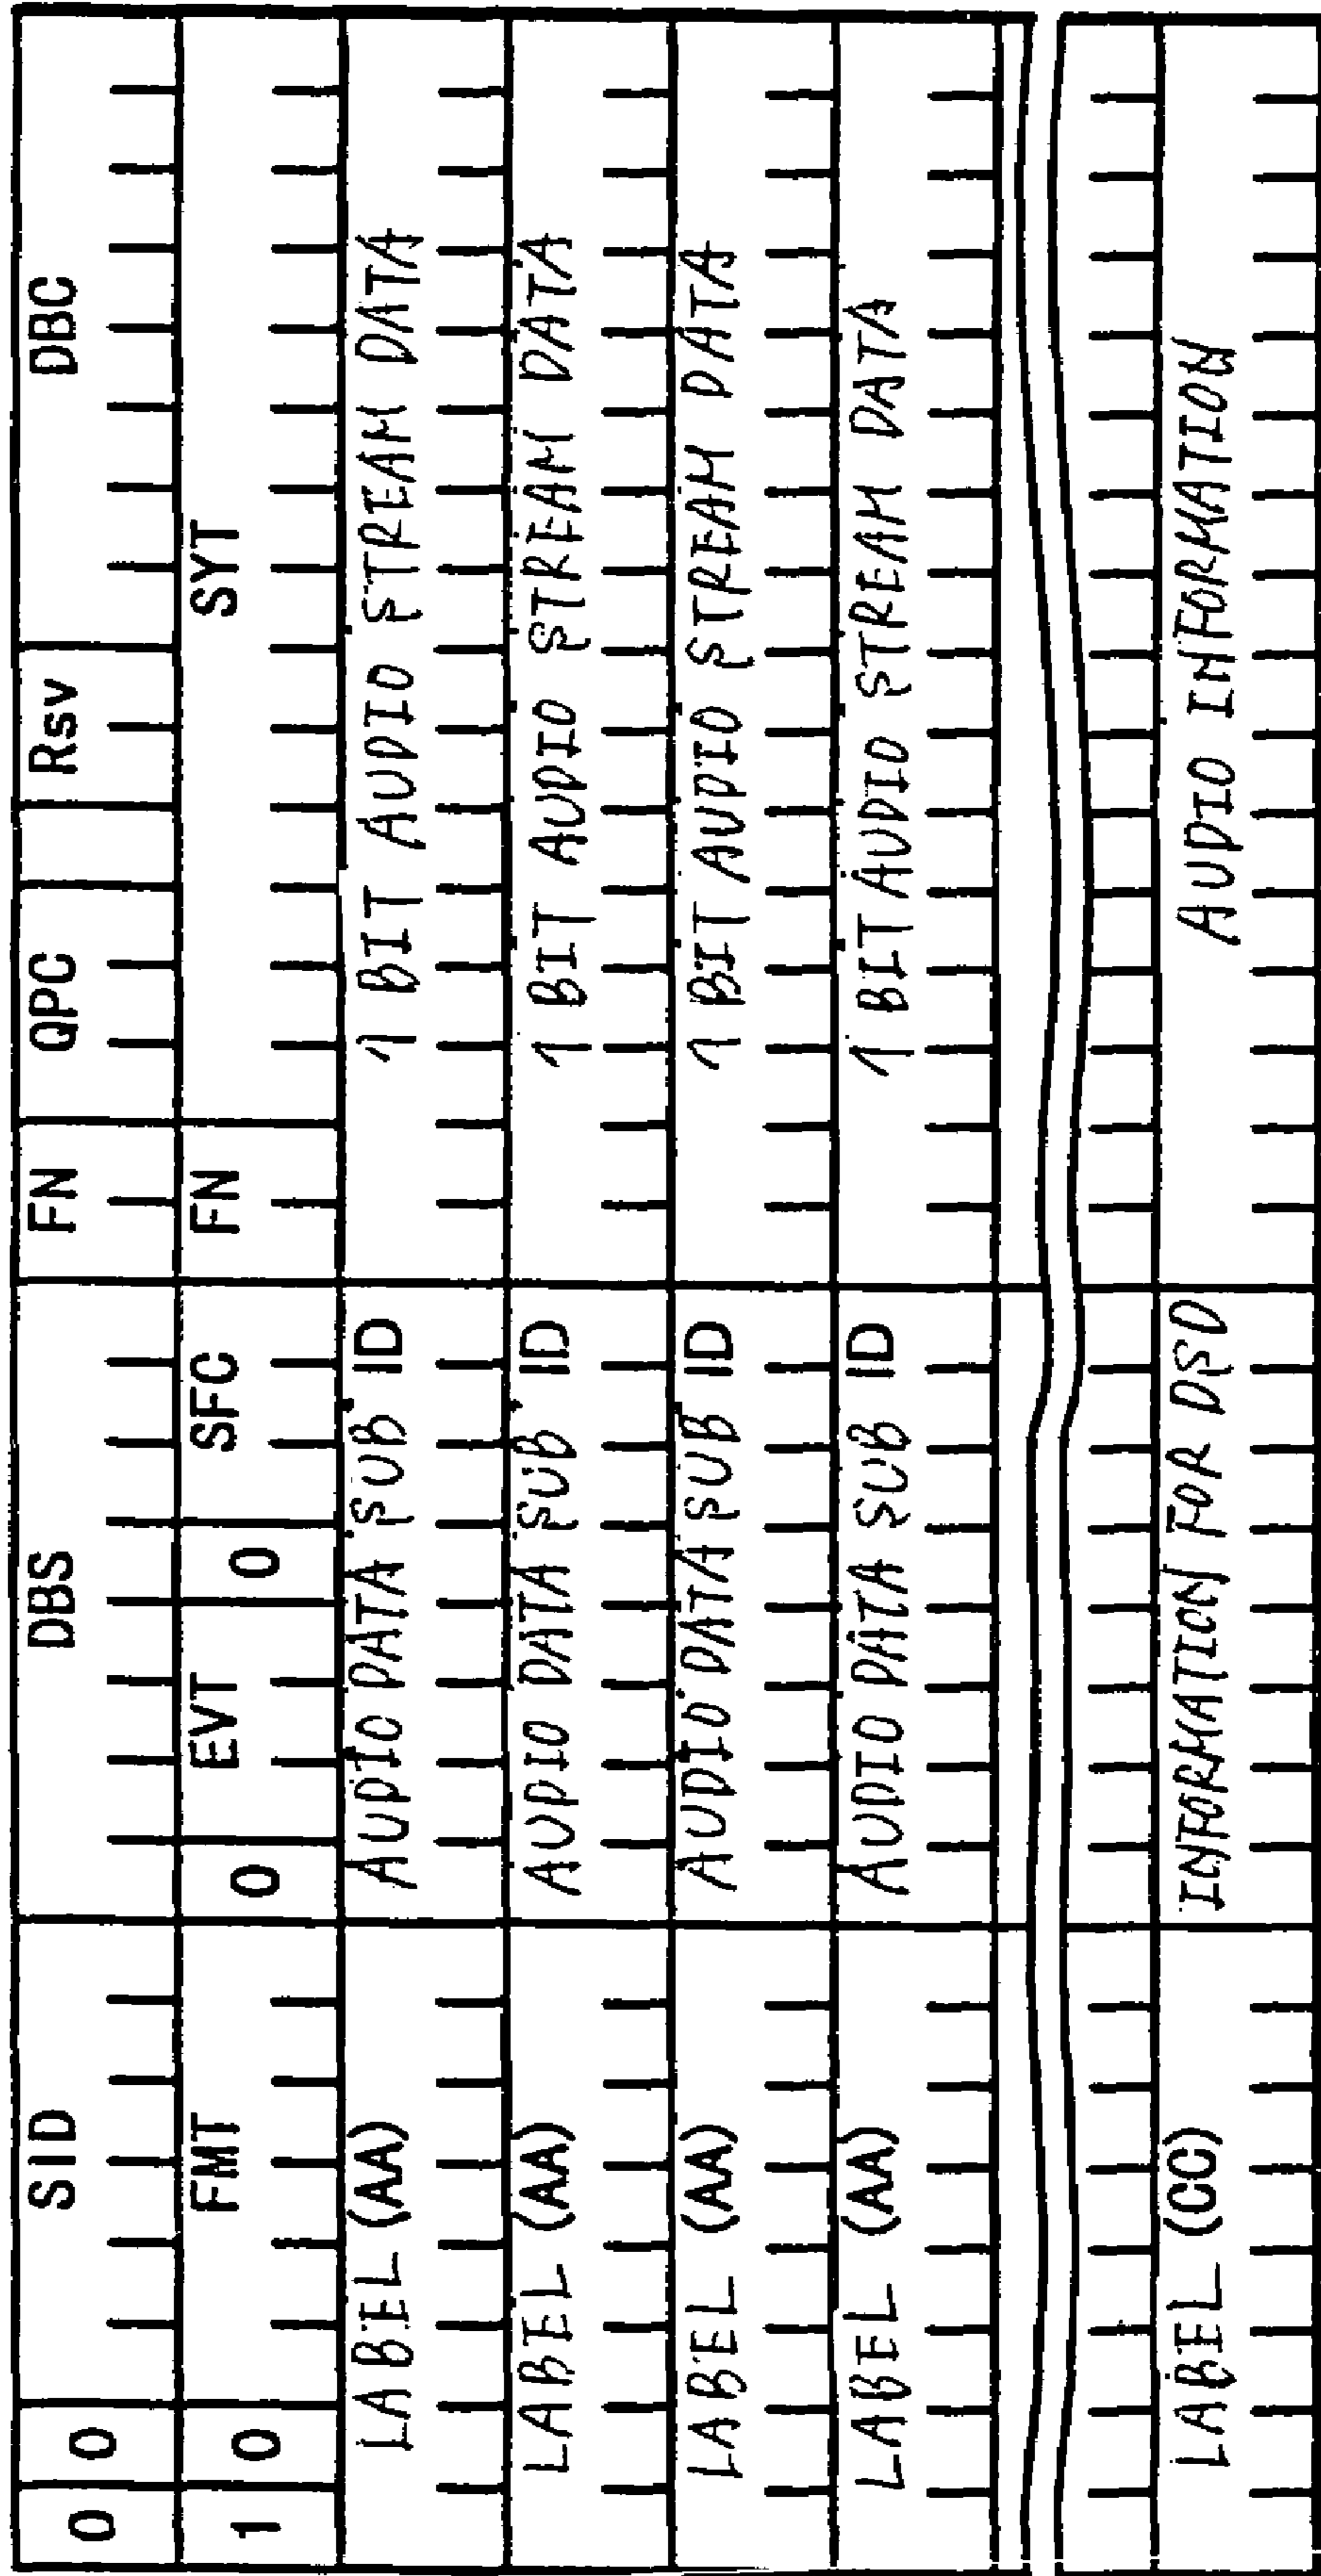 0 0 SID DBS FN QPC Rsv DBC
1 0 FMT 0 EVT 0 SFC FN SYT
LABEL (AA) AUDIO DATA SUB ID 1 BIT AUDIO STREAM DATA
LABEL (AA) AUDIO DATA SUB ID 1 BIT AUDIO STREAM DATA
LABEL (AA) AUDIO DATA SUB ID 1 BIT AUDIO STREAM DATA
LABEL (AA) AUDIO DATA SUB ID 1 BIT AUDIO STREAM DATA
LABEL (CC) INFORMATION FOR DSD AUDIO INFORMATION